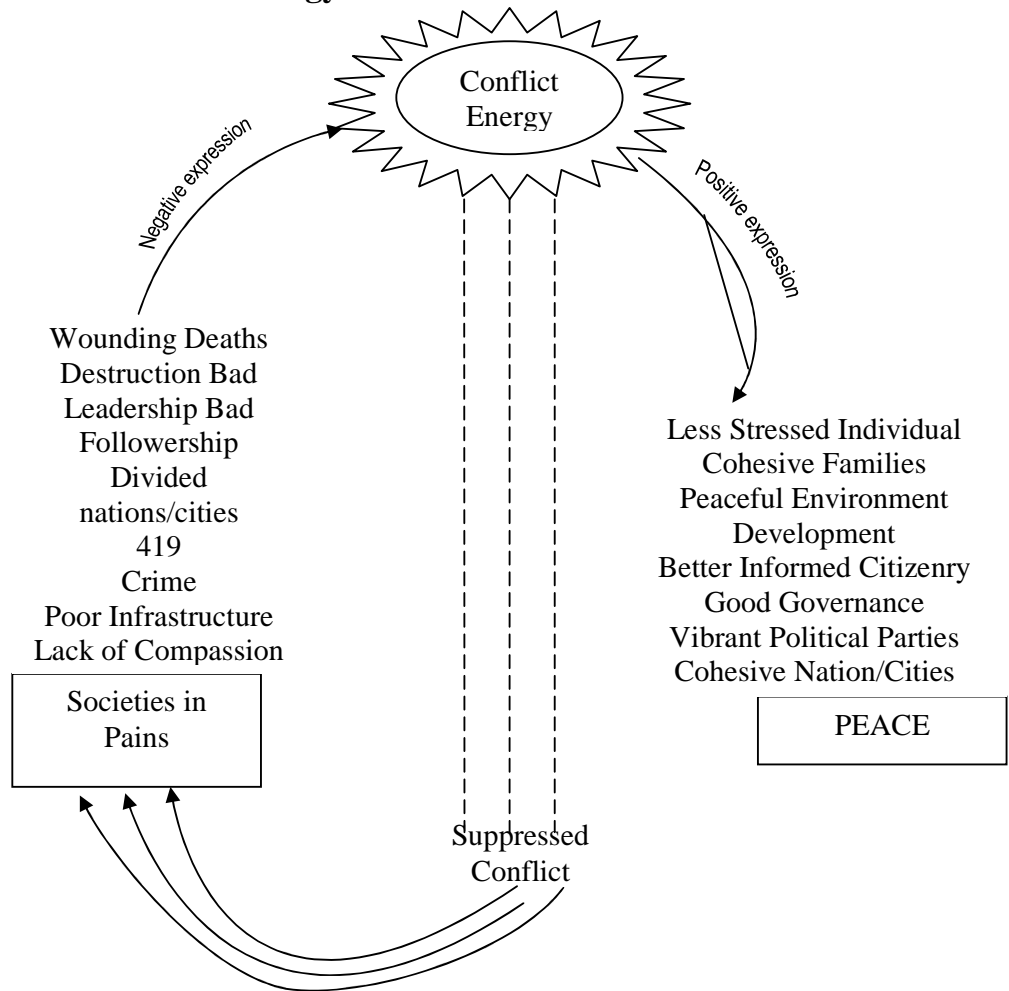 Conflict
Energy
Negative expression
Positive expression
Wounding Deaths
Destruction Bad
Leadership Bad
Followership
Divided
nations/cities
419
Crime
Poor Infrastructure
Lack of Compassion
Societies in
Pains
Less Stressed Individual
Cohesive Families
Peaceful Environment
Development
Better Informed Citizenry
Good Governance
Vibrant Political Parties
Cohesive Nation/Cities
PEACE
Suppressed
Conflict